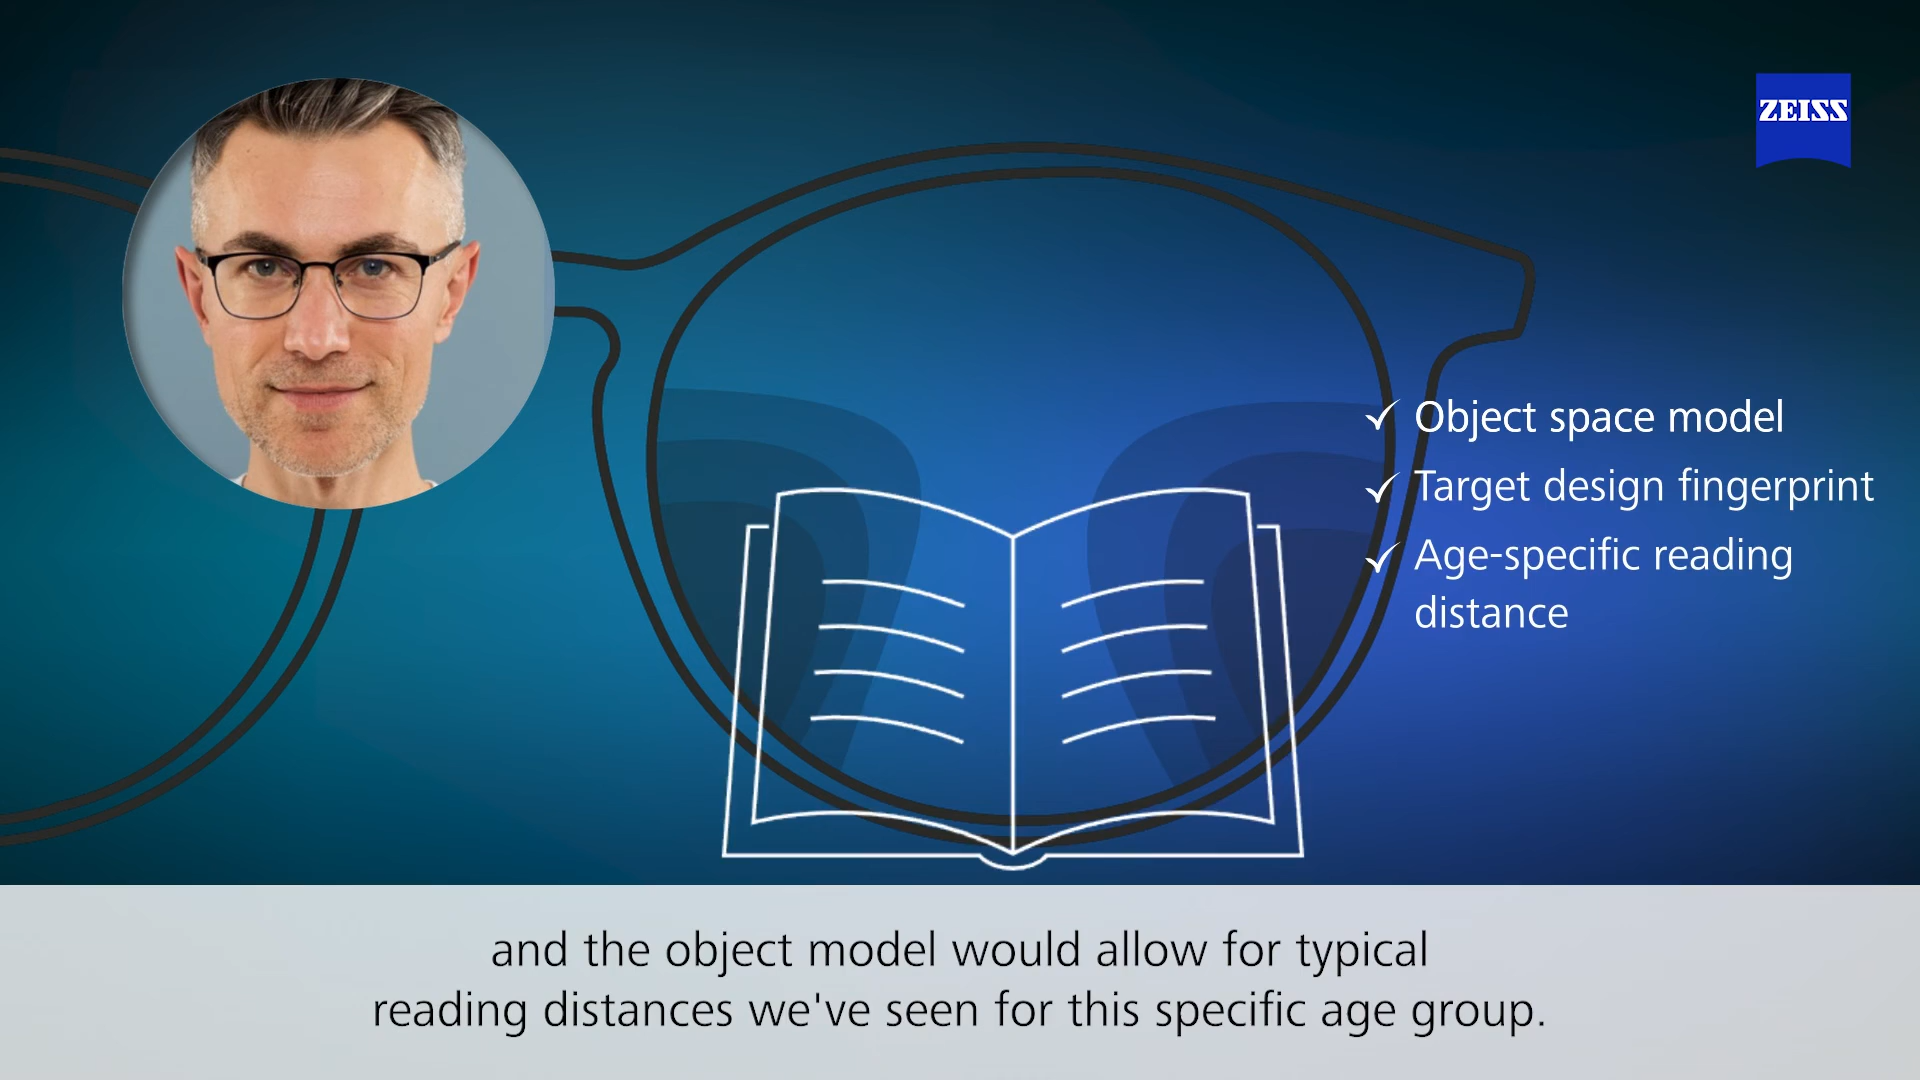 ZEISS
Object space model
Target design fingerprint
Age-specific reading
distance
and the object model would allow for typical
reading distances we've seen for this specific age group.